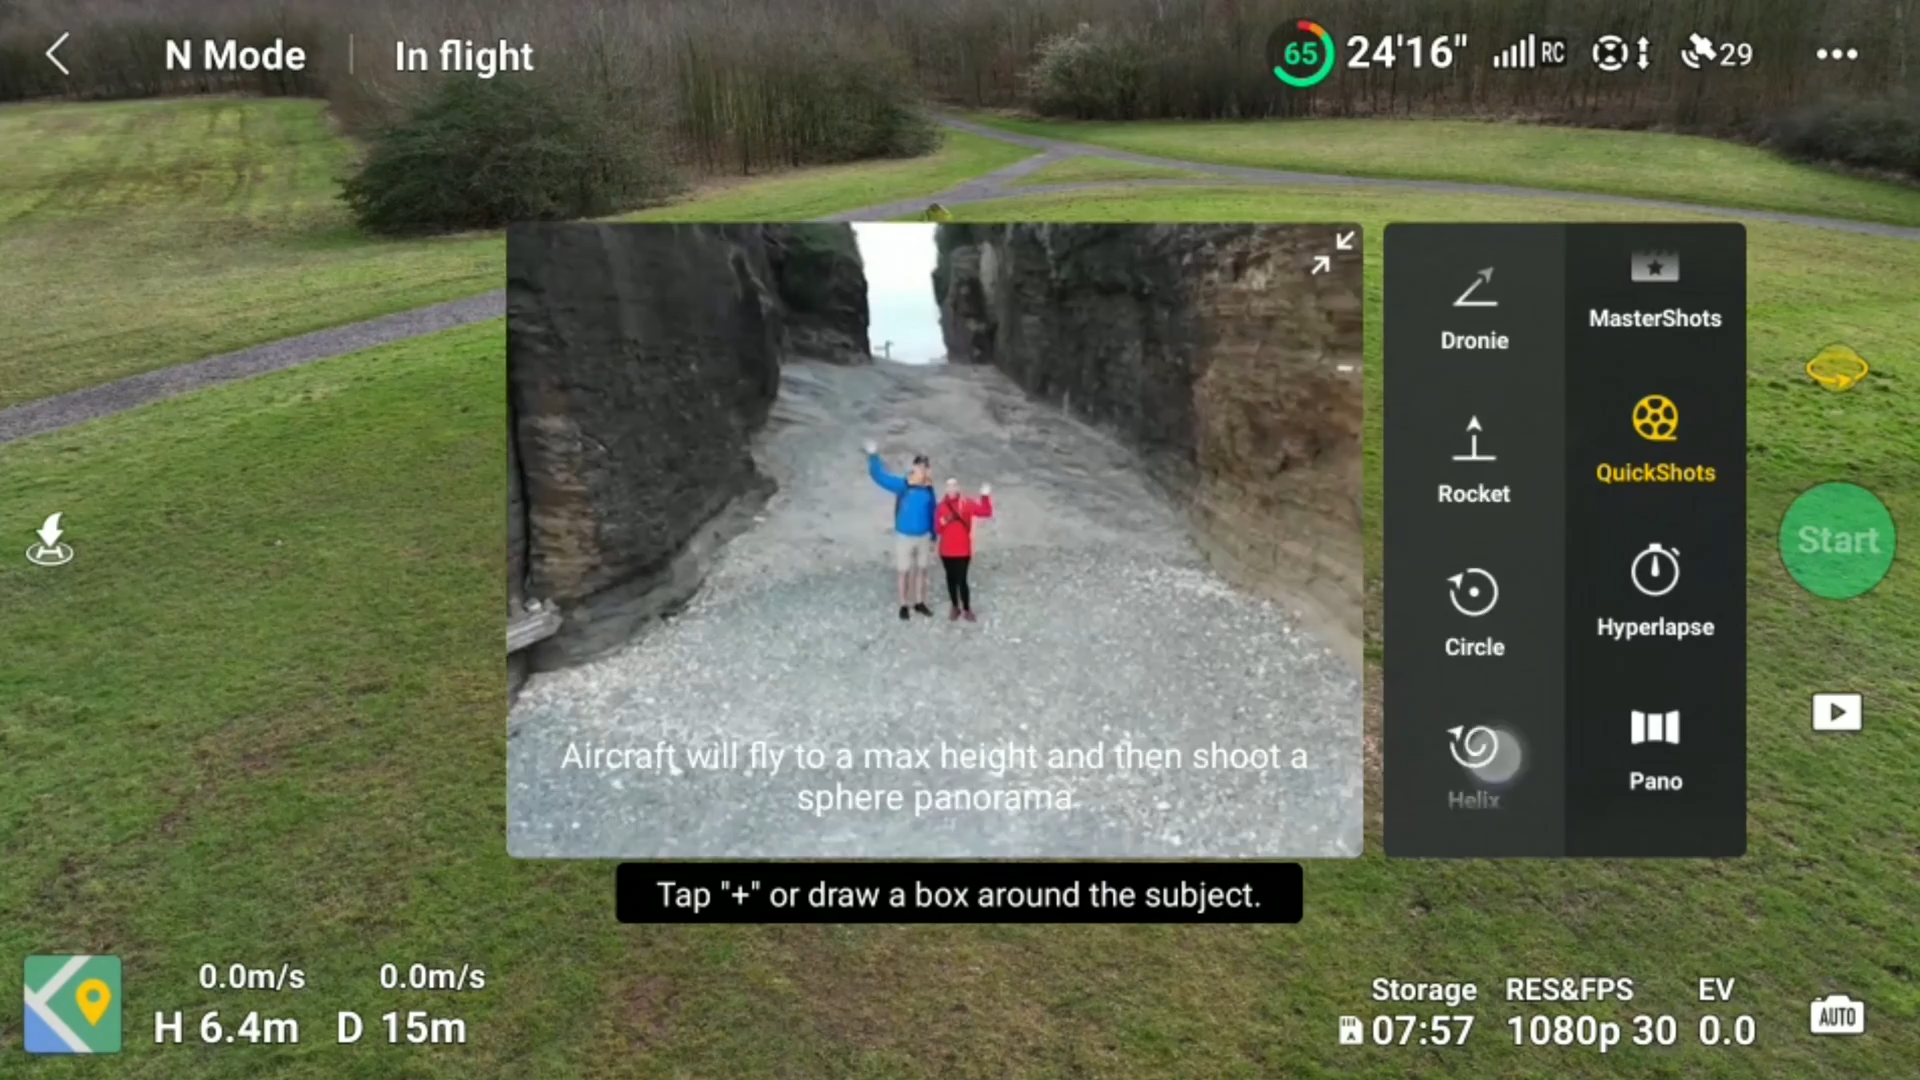 N Mode
In flight
65
24'16"
RC
29
Dronie
MasterShots
Rocket
QuickShots
Circle
Hyperlapse
Helix
Pano
Start
Aircraft will fly to a max height and then shoot a
sphere panorama
Tap "+" or draw a box around the subject.
0.0m/s 0.0m/s
H 6.4m D 15m
Storage RES&FPS EV
07:57 1080p 30 0.0
AUTO